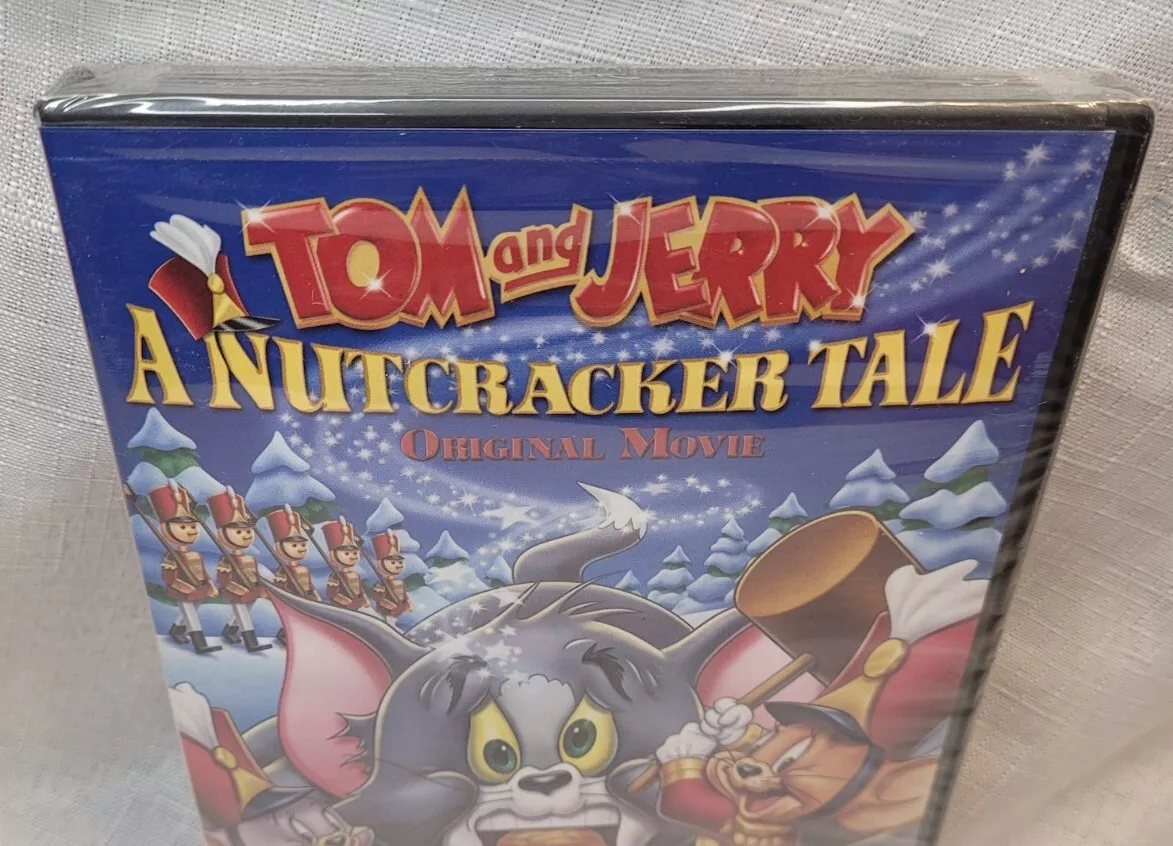 TOM and JERRY
A NUTCRACKER TALE
ORIGINAL MOVIE